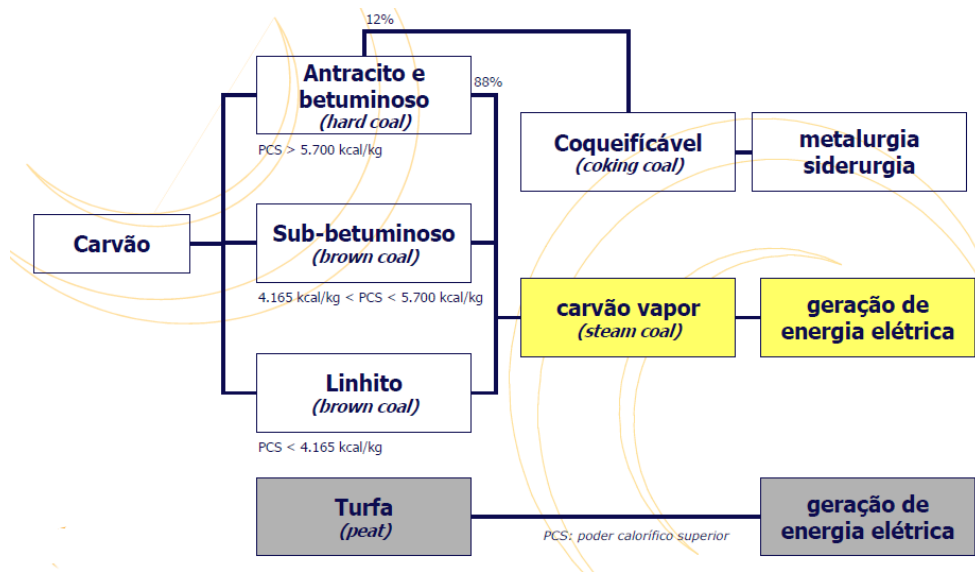 12%
Antracito e
betuminoso
(hard coal)
88%
PCS > 5.700 kcal/kg
Coqueifícável
(coking coal)
metalurgia
siderurgia
Carvão
Sub-betuminoso
(brown coal)
4.165 kcal/kg < PCS < 5.700 kcal/kg
carvão vapor
(steam coal)
geração de
energia elétrica
Linhito
(brown coal)
PCS < 4.165 kcal/kg
Turfa
(peat)
PCS: poder calorífico superior
geração de
energia elétrica